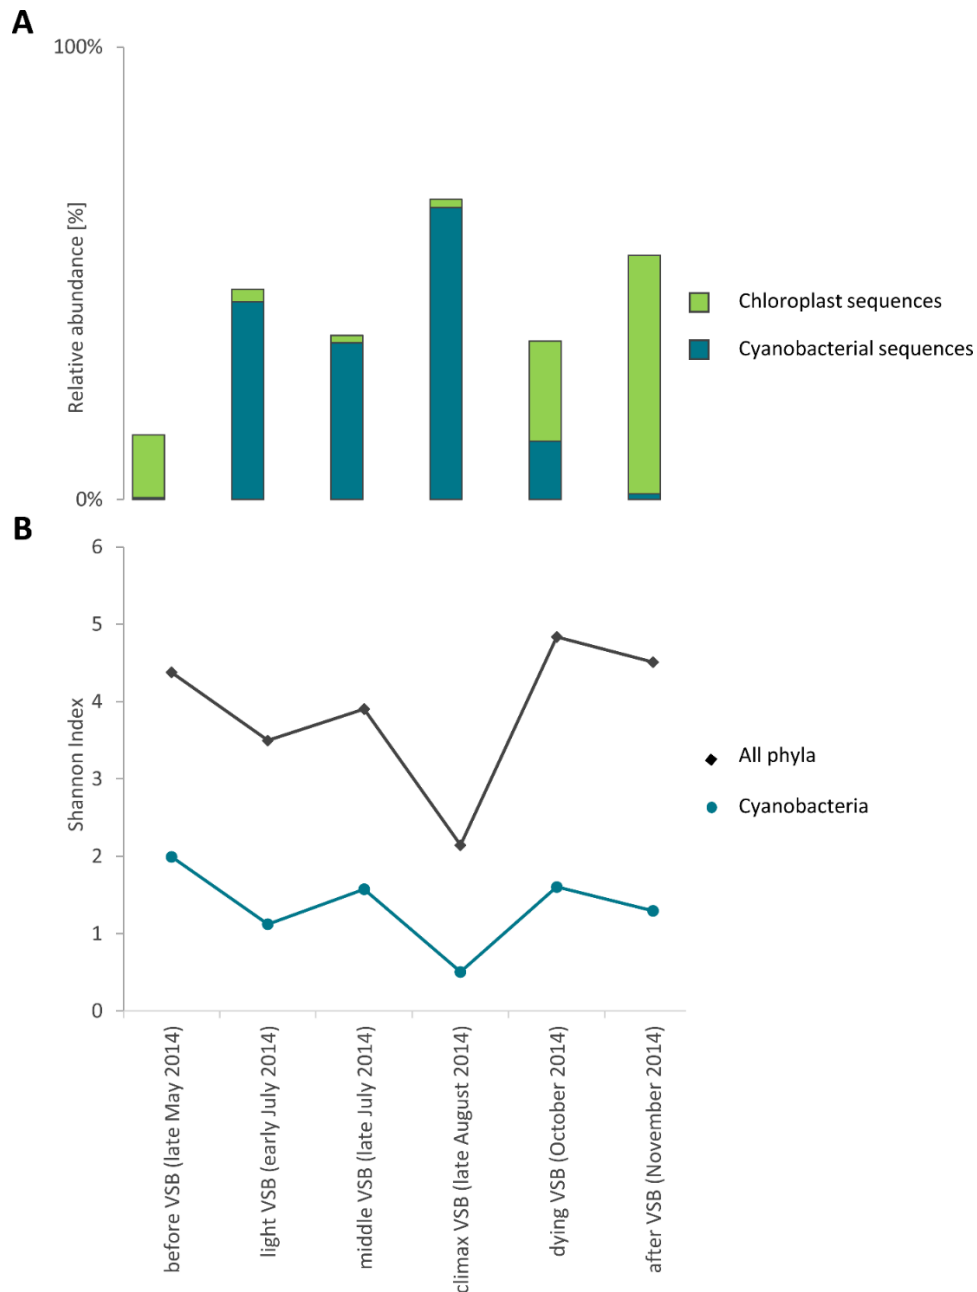 A
100%
Relative abundance [%]
0%
Chloroplast sequences
Cyanobacterial sequences
B
6
5
4
3
2
1
0
Shannon Index
All phyla
Cyanobacteria
before VSB (late May 2014)
light VSB (early July 2014)
middle VSB (late July 2014)
climax VSB (late August 2014)
dying VSB (October 2014)
after VSB (November 2014)